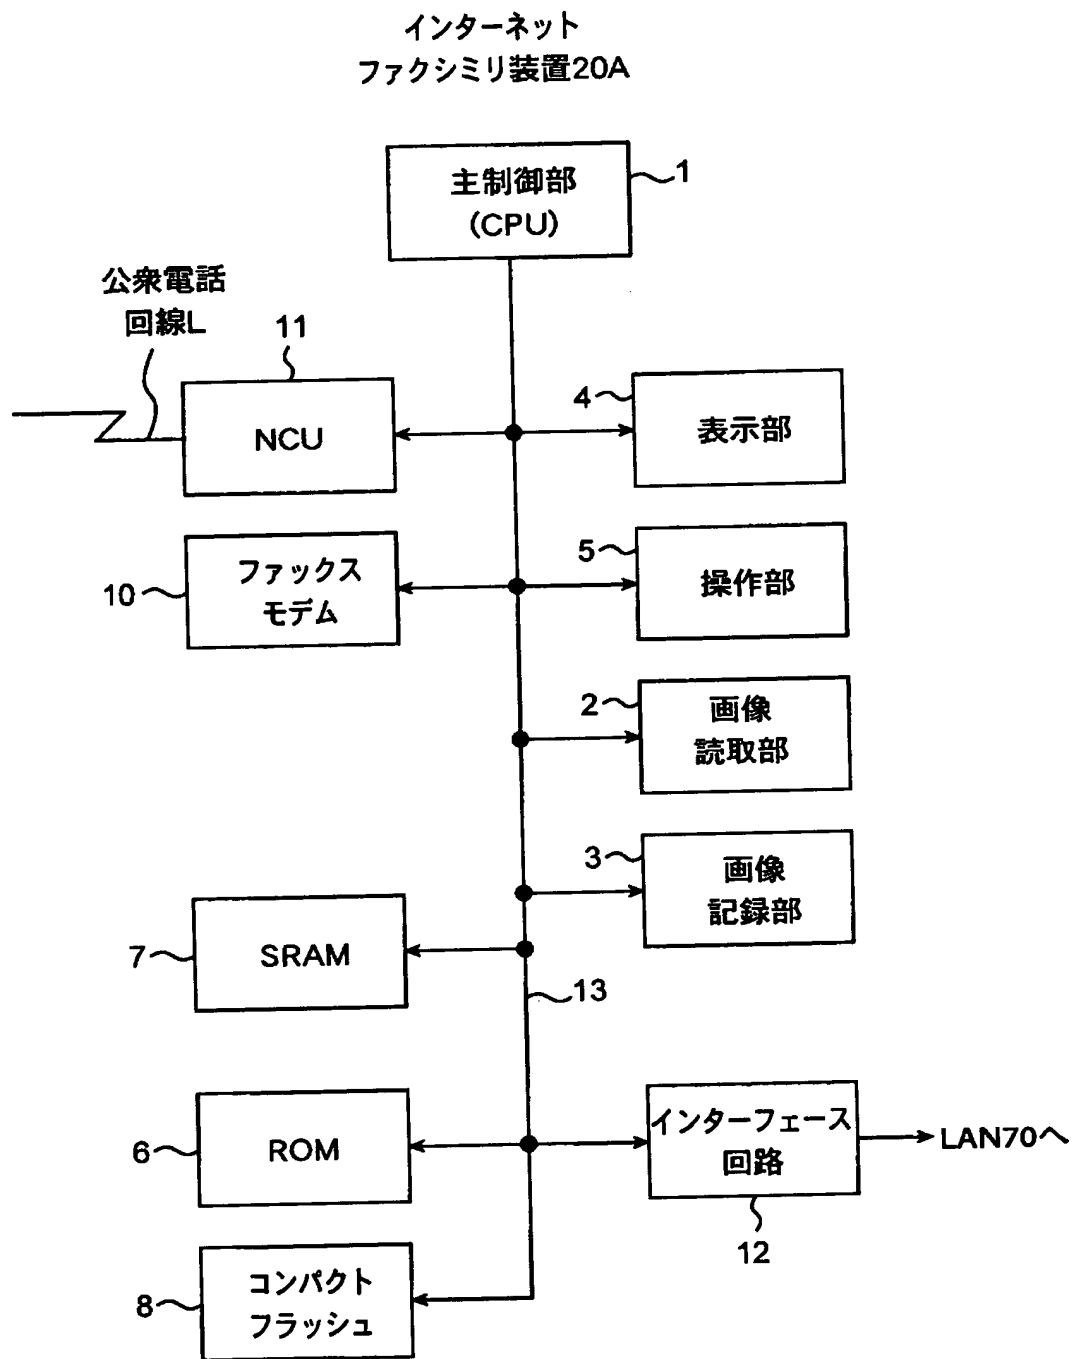 インターネット
ファクシミリ装置20A
主制御部
(CPU)
1
公衆電話
回線L
11
NCU
4
表示部
10
ファックス
モデム
5
操作部
2
画像
読取部
3
画像
記録部
7
SRAM
13
6
ROM
インターフェース
回路
LAN70へ
12
8
コンパクト
フラッシュ